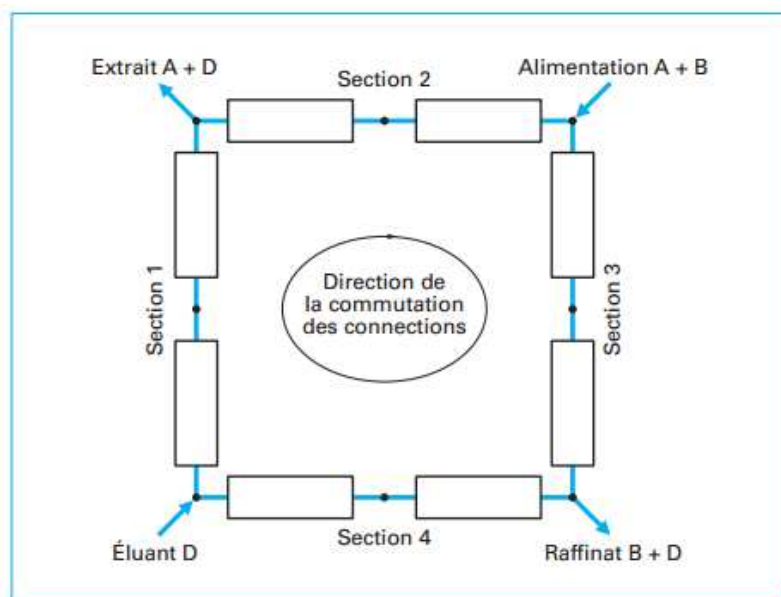 Extrait A + D
Section 2
Alimentation A + B
Section 1
Direction de
la commutation
des connections
Section 3
Éluant D
Section 4
Raffinat B + D